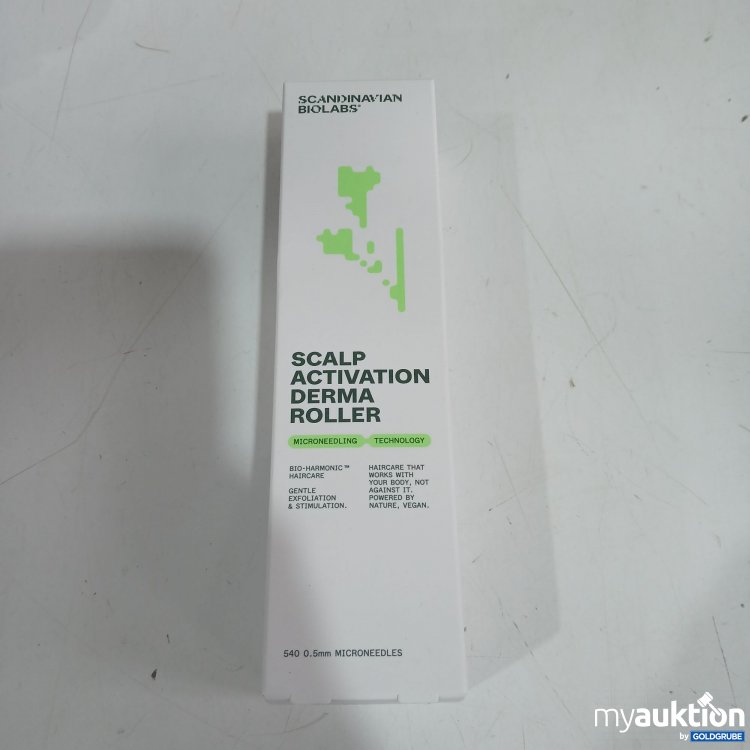 SCANDINAVIAN
BIOLABS®
SCALP
ACTIVATION
DERMA
ROLLER
MICRONEEDLING TECHNOLOGY
BIO-HARMONIC™
HAIRCARE
GENTLE
EXFOLIATION
& STIMULATION.
HAIRCARE THAT
WORKS WITH
YOUR BODY, NOT
AGAINST IT.
POWERED BY
NATURE, VEGAN.
540 0.5mm MICRONEEDLES
myauktion
by GOLDGRUBE